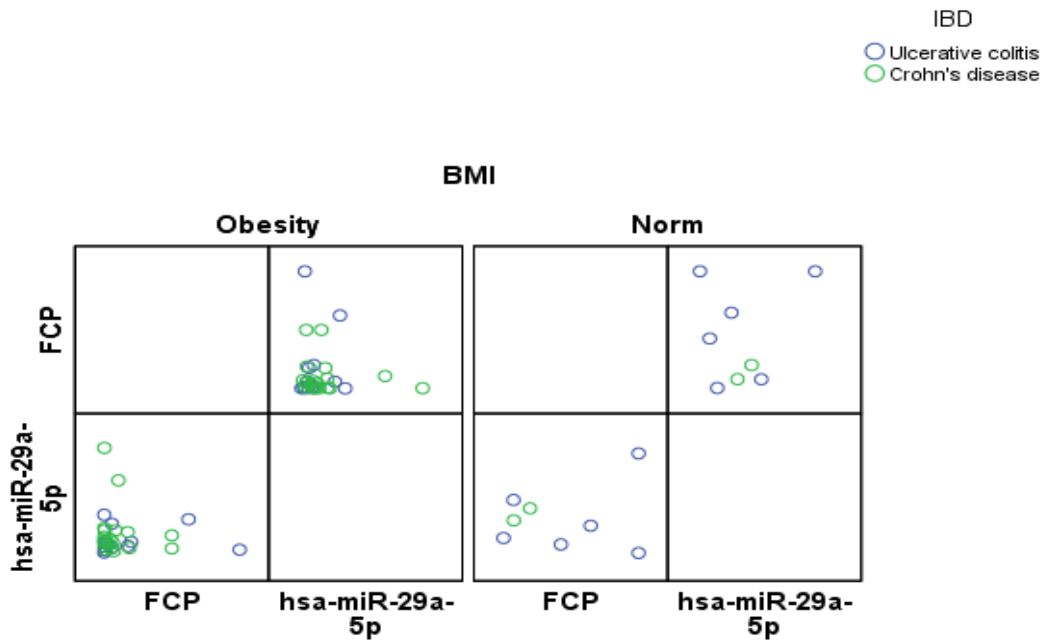 IBD
Ulcerative colitis
Crohn's disease
BMI
Obesity
Norm
FCP
hsa-miR-29a-
5p
FCP
hsa-miR-29a-
5p
FCP
hsa-miR-29a-
5p